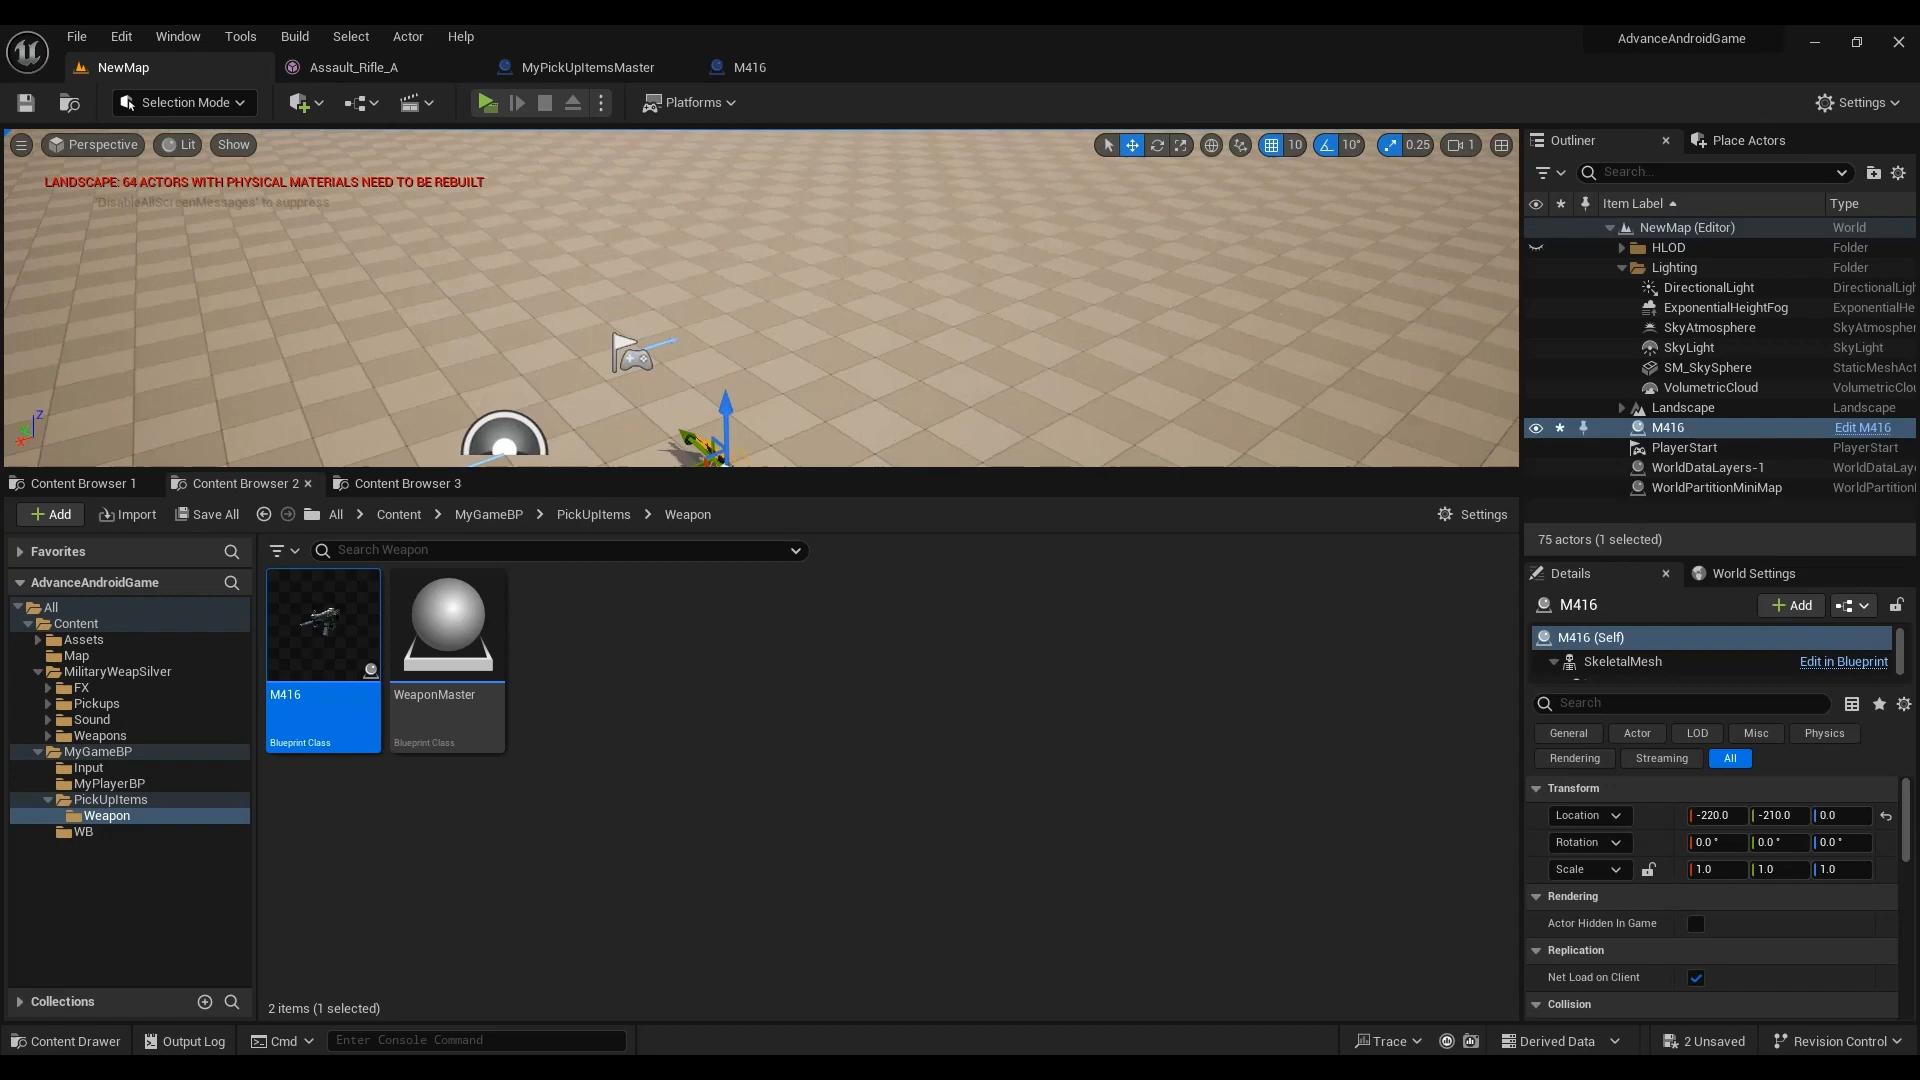 File Edit Window Tools Build Select Actor Help
AdvanceAndroidGame
NewMap
Assault_Rifle_A
MyPickUpItemsMaster
M416
Selection Mode
Platforms
Settings
Perspective
Lit
Show
10
10°
0.25
1
LANDSCAPE: 64 ACTORS WITH PHYSICAL MATERIALS NEED TO BE REBUILT
'DisableAllScreenMessages' to suppress
Z
Outliner
Place Actors
Search...
Item Label
Type
NewMap (Editor) World
HLOD Folder
Lighting Folder
DirectionalLight DirectionalLigh
ExponentialHeightFog ExponentialHe
SkyAtmosphere SkyAtmospher
SkyLight SkyLight
SM_SkySphere StaticMeshAct
VolumetricCloud VolumetricClou
Landscape Landscape
M416 Edit M416
PlayerStart PlayerStart
WorldDataLayers-1 WorldDataLay
WorldPartitionMiniMap WorldPartition
75 actors (1 selected)
Content Browser 1
Content Browser 2
Content Browser 3
Add
Import
Save All
All
Content
MyGameBP
PickUpItems
Weapon
Settings
Favorites
AdvanceAndroidGame
All
Content
Assets
Map
MilitaryWeapSilver
FX
Pickups
Sound
Weapons
MyGameBP
Input
MyPlayerBP
PickUpItems
Weapon
WB
Collections
Search Weapon
M416
Blueprint Class
WeaponMaster
Blueprint Class
2 items (1 selected)
Details
World Settings
M416
Add
M416 (Self)
SkeletalMesh
Edit in Blueprint
Search
General Actor LOD Misc Physics
Rendering Streaming All
Transform
Location -220.0 -210.0 0.0
Rotation 0.0 ° 0.0 ° 0.0 °
Scale 1.0 1.0 1.0
Rendering
Actor Hidden In Game
Replication
Net Load on Client
Collision
Content Drawer
Output Log
Cmd
Enter Console Command
Trace
Derived Data
2 Unsaved
Revision Control